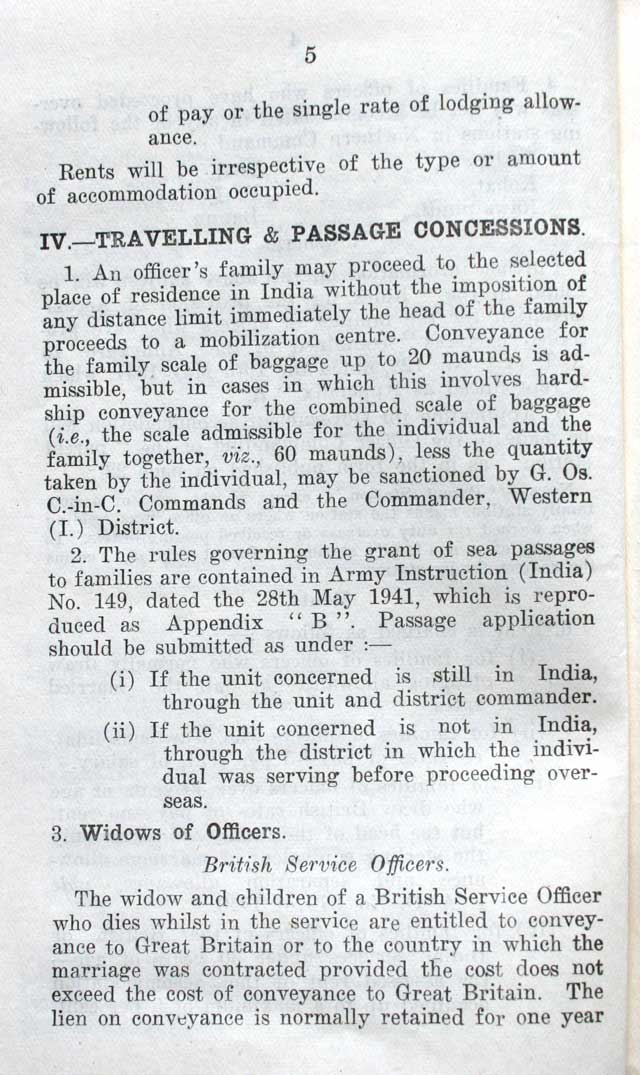 5
of pay or the single rate of lodging allow-
ance.
Rents will be irrespective of the type or amount
of accommodation occupied.
IV.—TRAVELLING & PASSAGE CONCESSIONS.
1. An officer's family may proceed to the selected
place of residence in India without the imposition of
any distance limit immediately the head of the family
proceeds to a mobilization centre. Conveyance for
the family scale of baggage up to 20 maunds is ad-
missible, but in cases in which this involves hard-
ship conveyance for the combined scale of baggage
(i.e., the scale admissible for the individual and the
family together, viz., 60 maunds), less the quantity
taken by the individual, may be sanctioned by G. Os.
C.-in-C. Commands and the Commander, Western
(I.) District.
2. The rules governing the grant of sea passages
to families are contained in Army Instruction (India)
No. 149, dated the 28th May 1941, which is repro-
duced as Appendix “ B ”. Passage application
should be submitted as under :—
(i) If the unit concerned is still in India,
through the unit and district commander.
(ii) If the unit concerned is not in India,
through the district in which the indivi-
dual was serving before proceeding over-
seas.
3. Widows of Officers.
British Service Officers.
The widow and children of a British Service Officer
who dies whilst in the service are entitled to convey-
ance to Great Britain or to the country in which the
marriage was contracted provided the cost does not
exceed the cost of conveyance to Great Britain. The
lien on conveyance is normally retained for one year